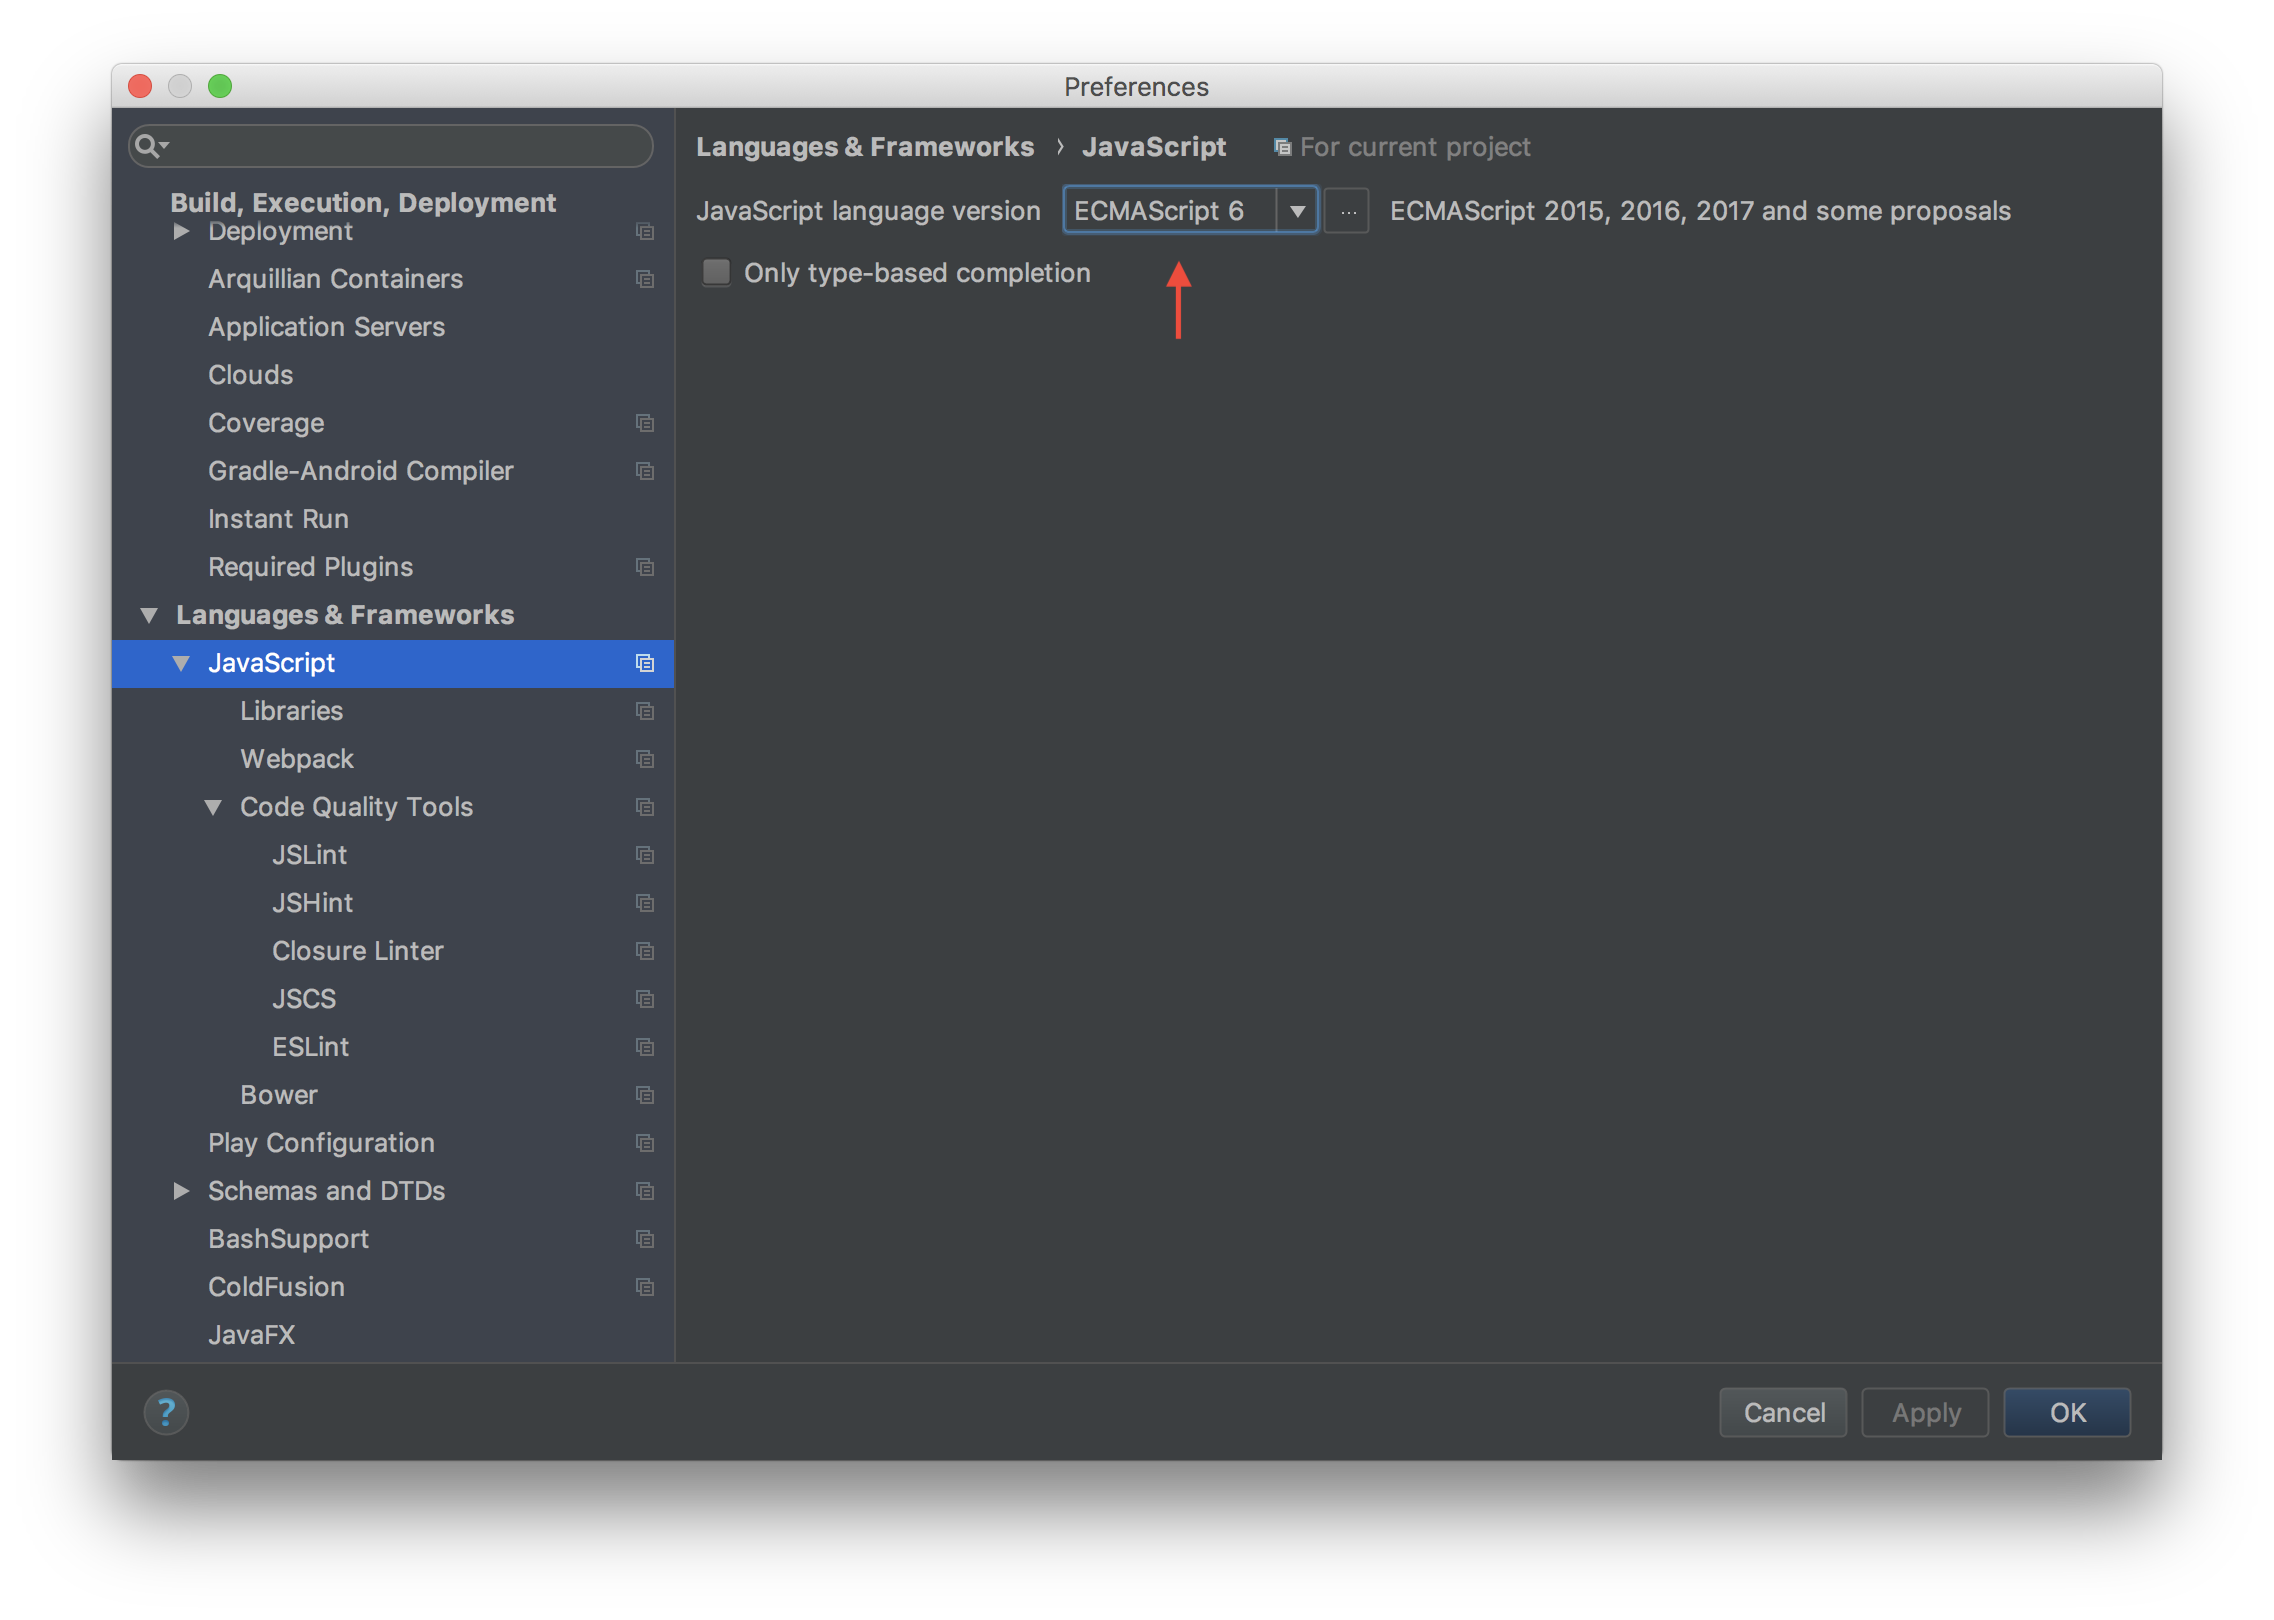 Preferences
Languages & Frameworks › JavaScript For current project
JavaScript language version ECMAScript 6 ... ECMAScript 2015, 2016, 2017 and some proposals
Only type-based completion
Build, Execution, Deployment
Deployment
Arquillian Containers
Application Servers
Clouds
Coverage
Gradle-Android Compiler
Instant Run
Required Plugins
Languages & Frameworks
JavaScript
Libraries
Webpack
Code Quality Tools
JSLint
JSHint
Closure Linter
JSCS
ESLint
Bower
Play Configuration
Schemas and DTDs
BashSupport
ColdFusion
JavaFX
?
Cancel
Apply
OK